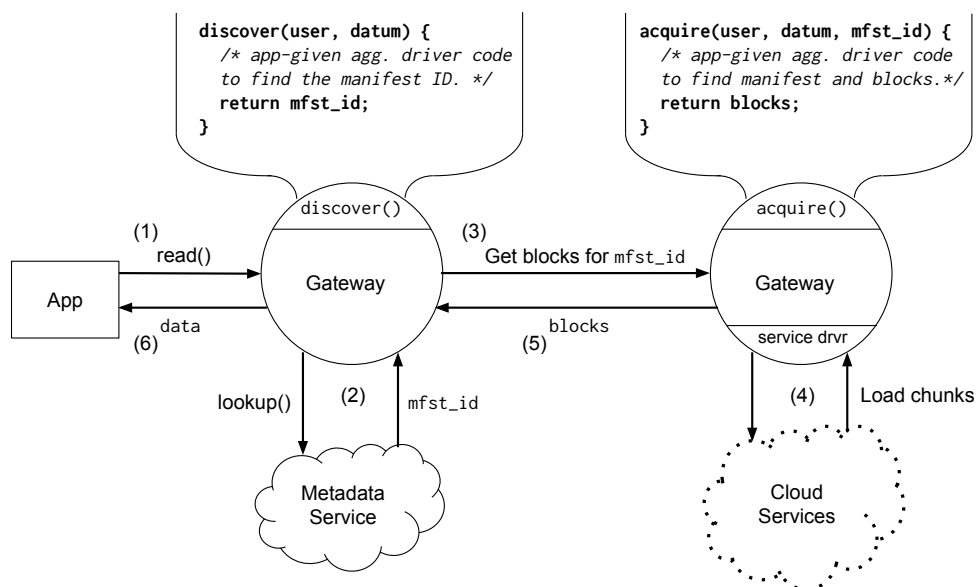 discover(user, datum) {
/* app-given agg. driver code
to find the manifest ID. */
return mfst_id;
}
acquire(user, datum, mfst_id) {
/* app-given agg. driver code
to find manifest and blocks.*/
return blocks;
}
discover()
acquire()
(1)
read()
(3)
Get blocks for mfst_id
App
Gateway
Gateway
data
(6)
blocks
(5)
service drvr
lookup()
(2)
mfst_id
(4)
Load chunks
Metadata
Service
Cloud
Services